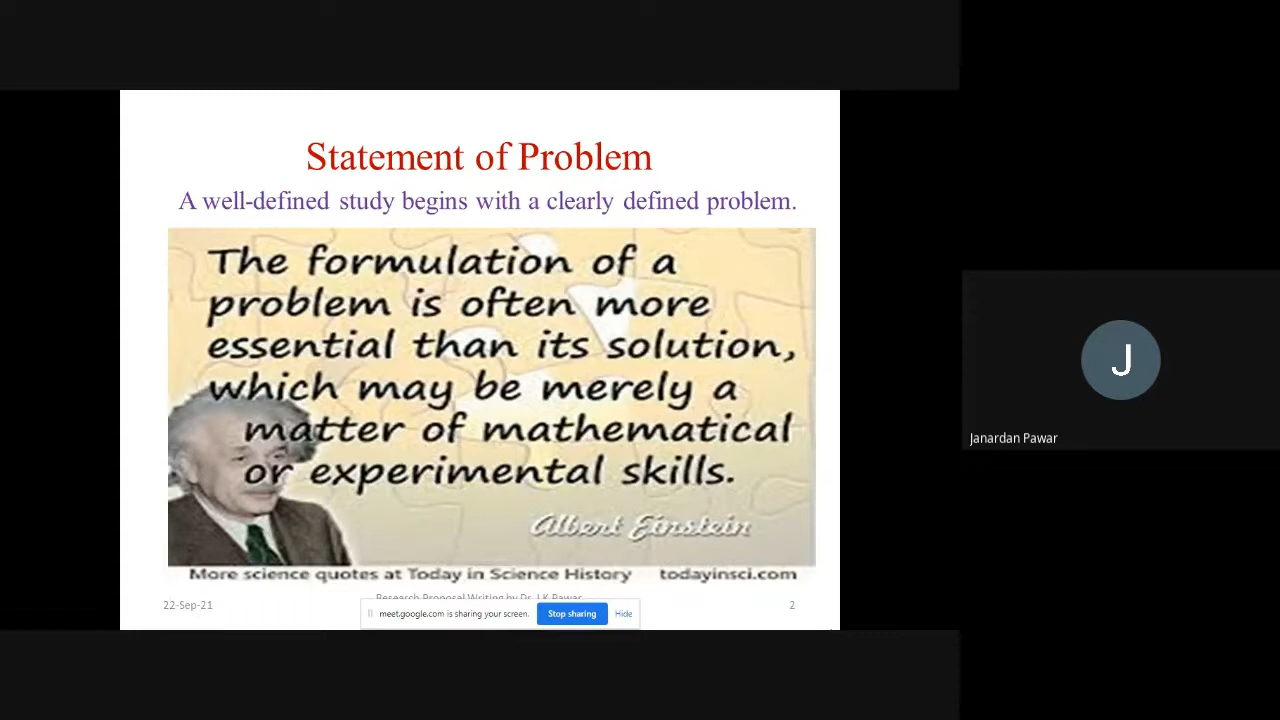 Statement of Problem
A well-defined study begins with a clearly defined problem.
The formulation of a
problem is often more
essential than its solution,
which may be merely a
matter of mathematical
or experimental skills.
Albert Einstein
More science quotes at Today in Science History todayinsci.com
22-Sep-21
Research Proposal Writing by Dr. J K Pawar
2
meet.google.com is sharing your screen.
Stop sharing
Hide
J
Janardan Pawar